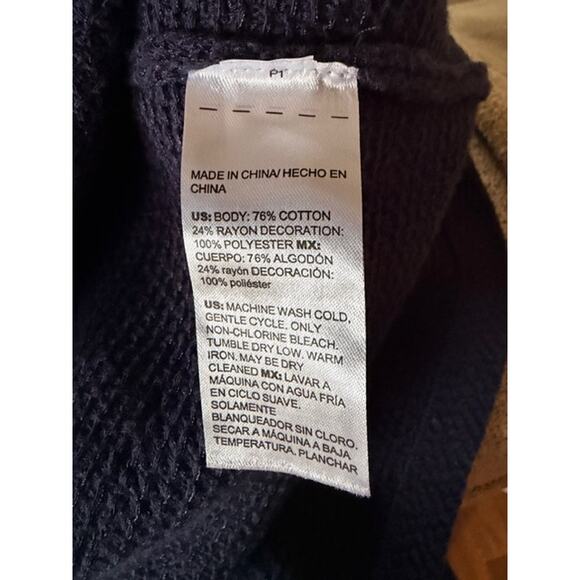 P1
MADE IN CHINA/ HECHO EN
CHINA
US: BODY: 76% COTTON
24% RAYON DECORATION:
100% POLYESTER MX:
CUERPO: 76% ALGODÓN
24% rayón DECORACIÓN:
100% poliéster
US: MACHINE WASH COLD,
GENTLE CYCLE. ONLY
NON-CHLORINE BLEACH.
TUMBLE DRY LOW. WARM
IRON. MAY BE DRY
CLEANED MX: LAVAR A
MÁQUINA CON AGUA FRÍA
EN CICLO SUAVE.
SOLAMENTE
BLANQUEADOR SIN CLORO.
SECAR A MÁQUINA A BAJA
TEMPERATURA. PLANCHAR